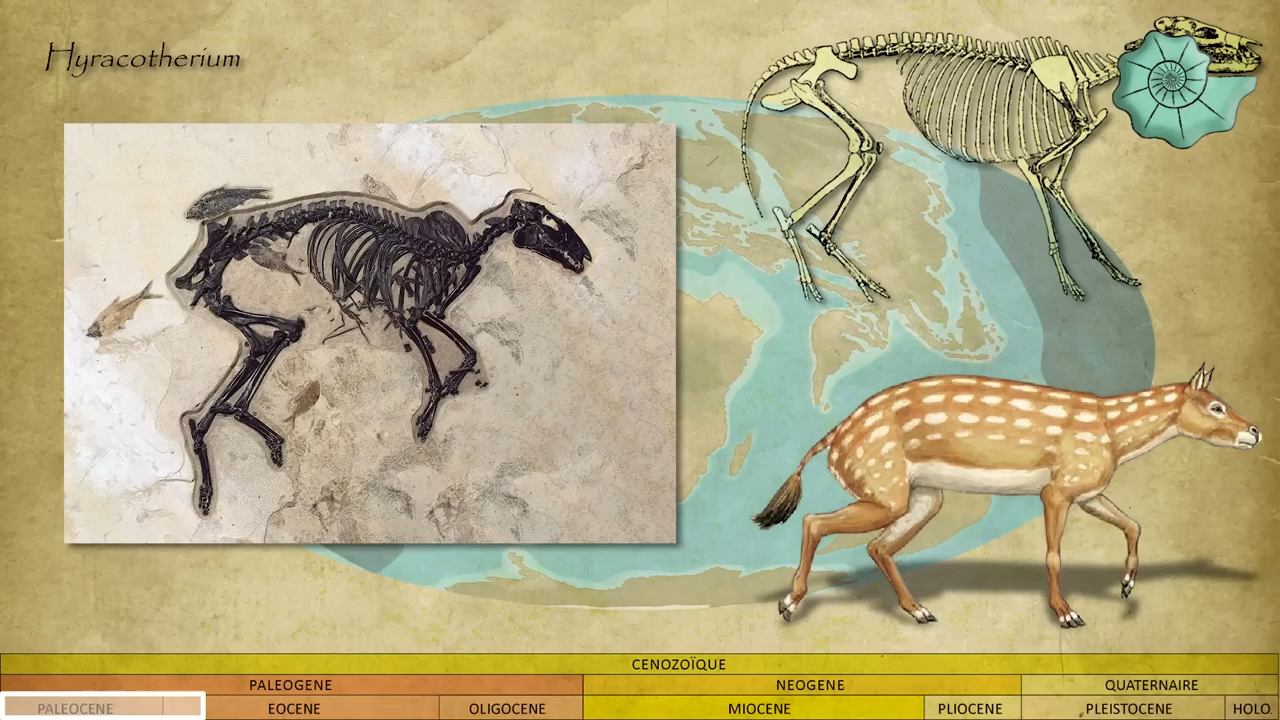 Hyracotherium
CENOZOÏQUE
PALEOGENE NEOGENE QUATERNAIRE
PALEOCENE EOCENE OLIGOCENE MIOCENE PLIOCENE PLEISTOCENE HOLO.